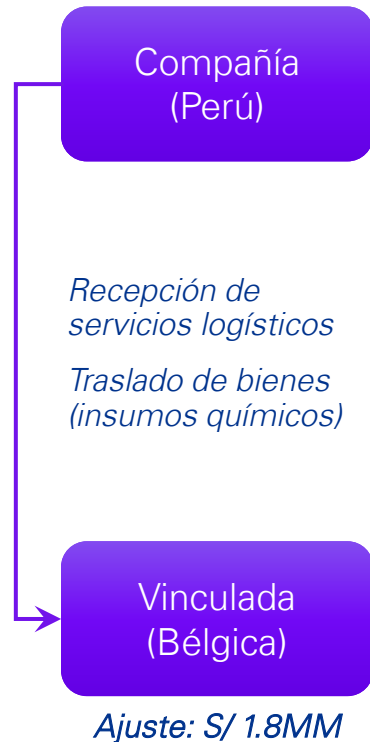 Compañía
(Perú)
Recepción de
servicios logísticos
Traslado de bienes
(insumos químicos)
Vinculada
(Bélgica)
Ajuste: S/ 1.8MM